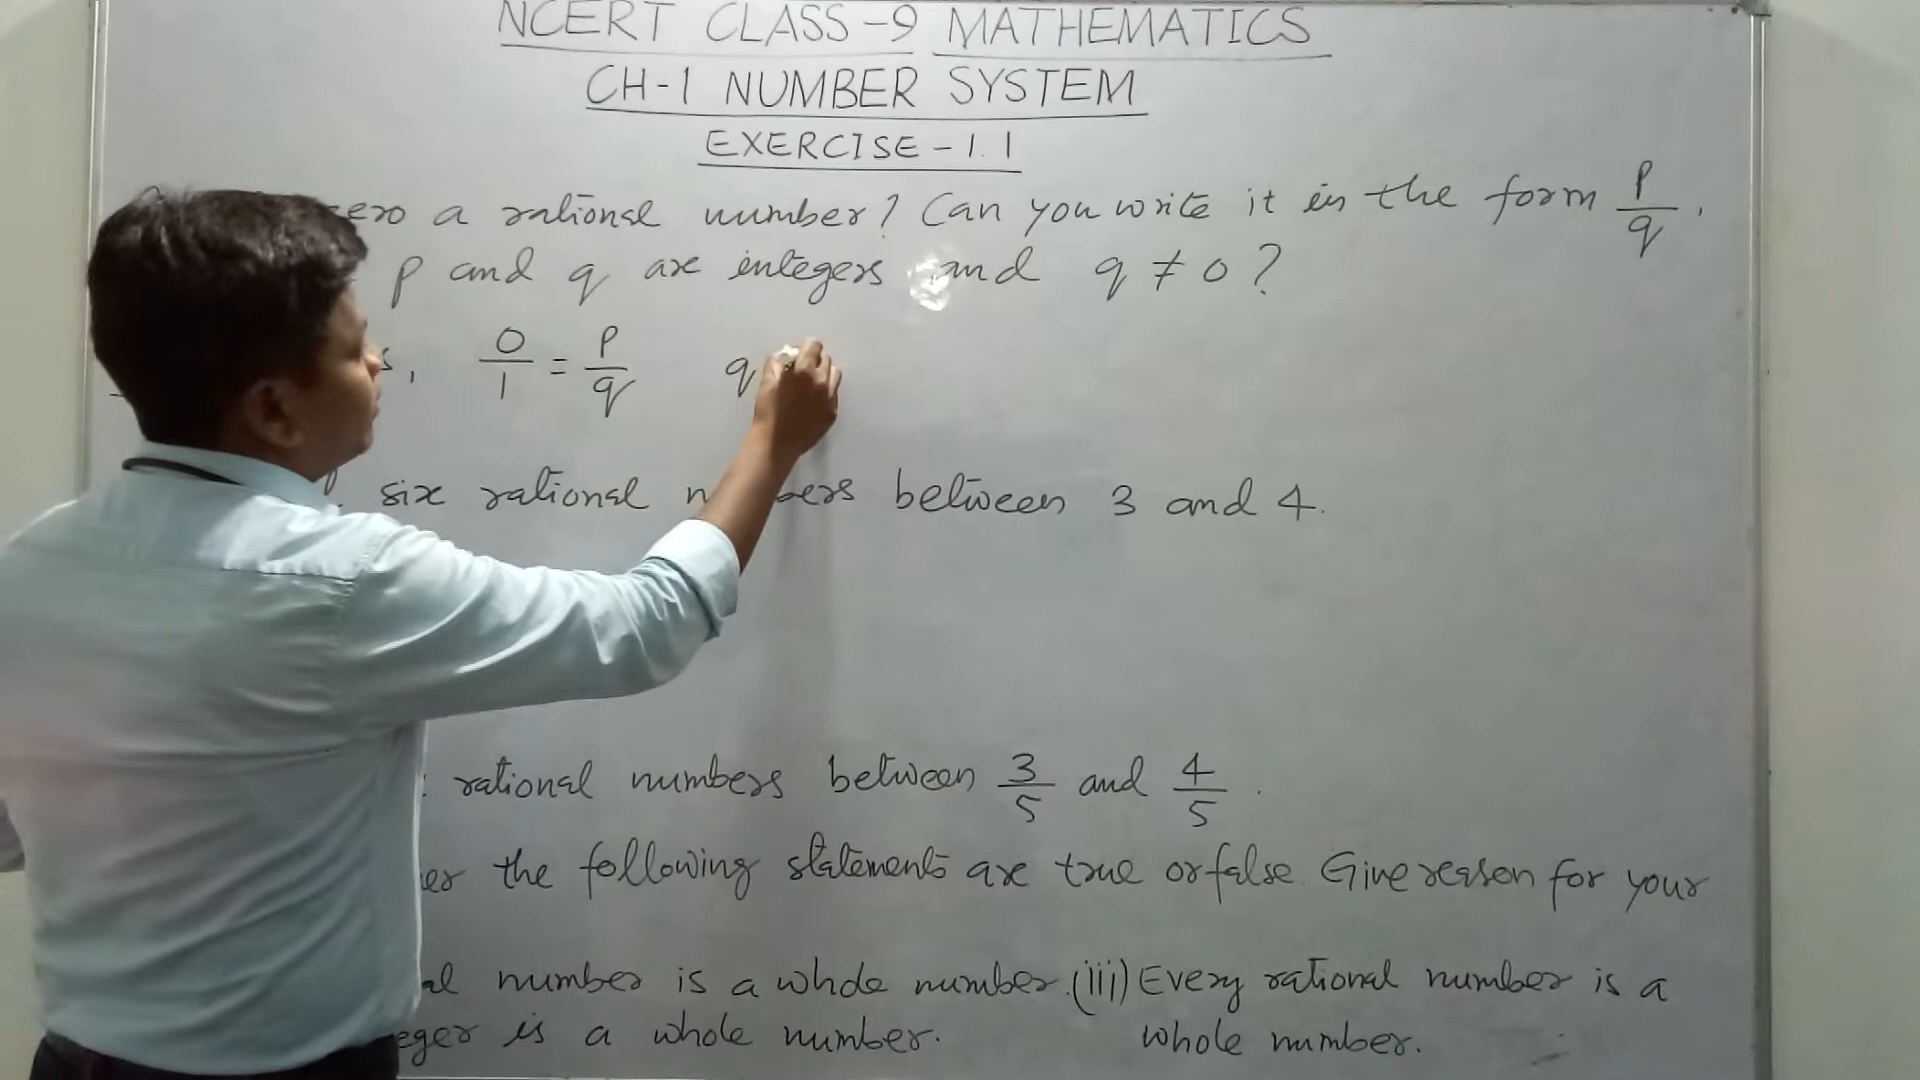 NCERT CLASS-9 MATHEMATICS
CH-1 NUMBER SYSTEM
EXERCISE-1.1
a rational number? Can you write it in the form p/q,
p and q are integers and q ≠ 0?
0/1 = p/q q
six rational between 3 and 4.
rational numbers between 3/5 and 4/5.
the following statements are true or false. Give reason for your
number is a whole number. (iii) Every rational number is a
is a whole number. whole number.